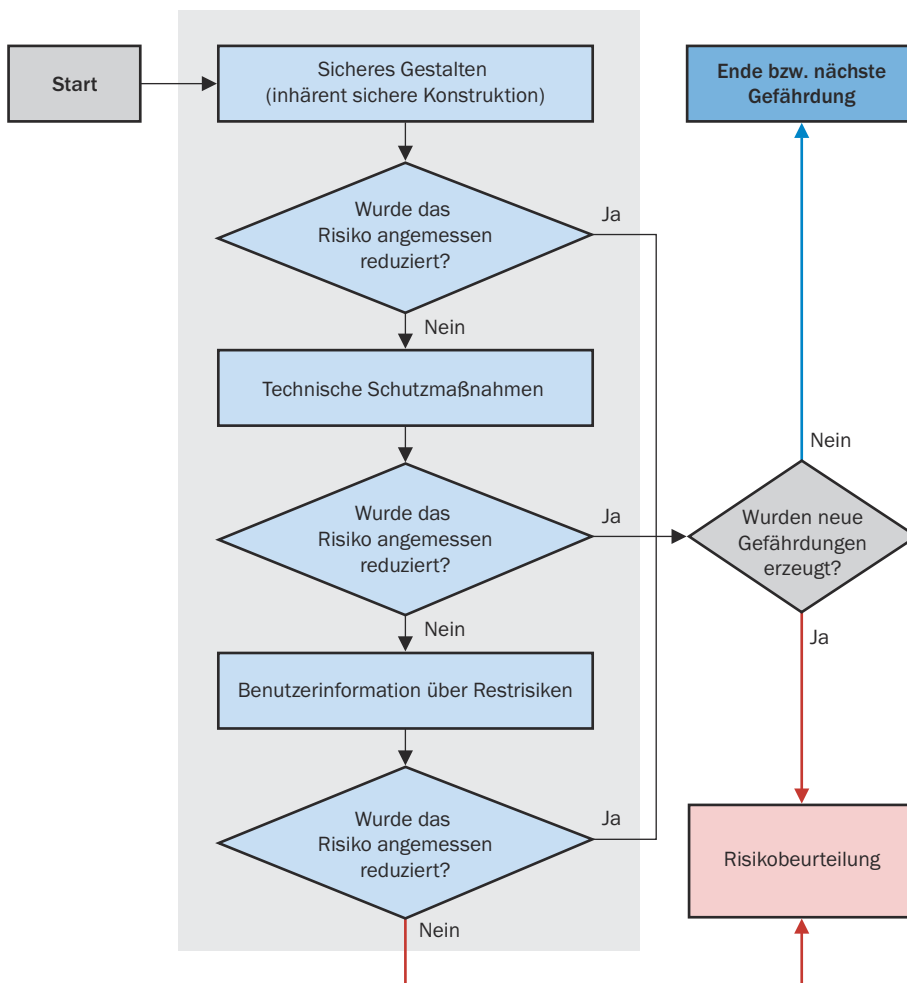 Start
Sicheres Gestalten
(inhärent sichere Konstruktion)
Ende bzw. nächste
Gefährdung
Wurde das
Risiko angemessen
reduziert?
Ja
Nein
Technische Schutzmaßnahmen
Wurde das
Risiko angemessen
reduziert?
Ja
Nein
Wurden neue
Gefährdungen
erzeugt?
Nein
Ja
Benutzerinformation über Restrisiken
Wurde das
Risiko angemessen
reduziert?
Ja
Nein
Risikobeurteilung